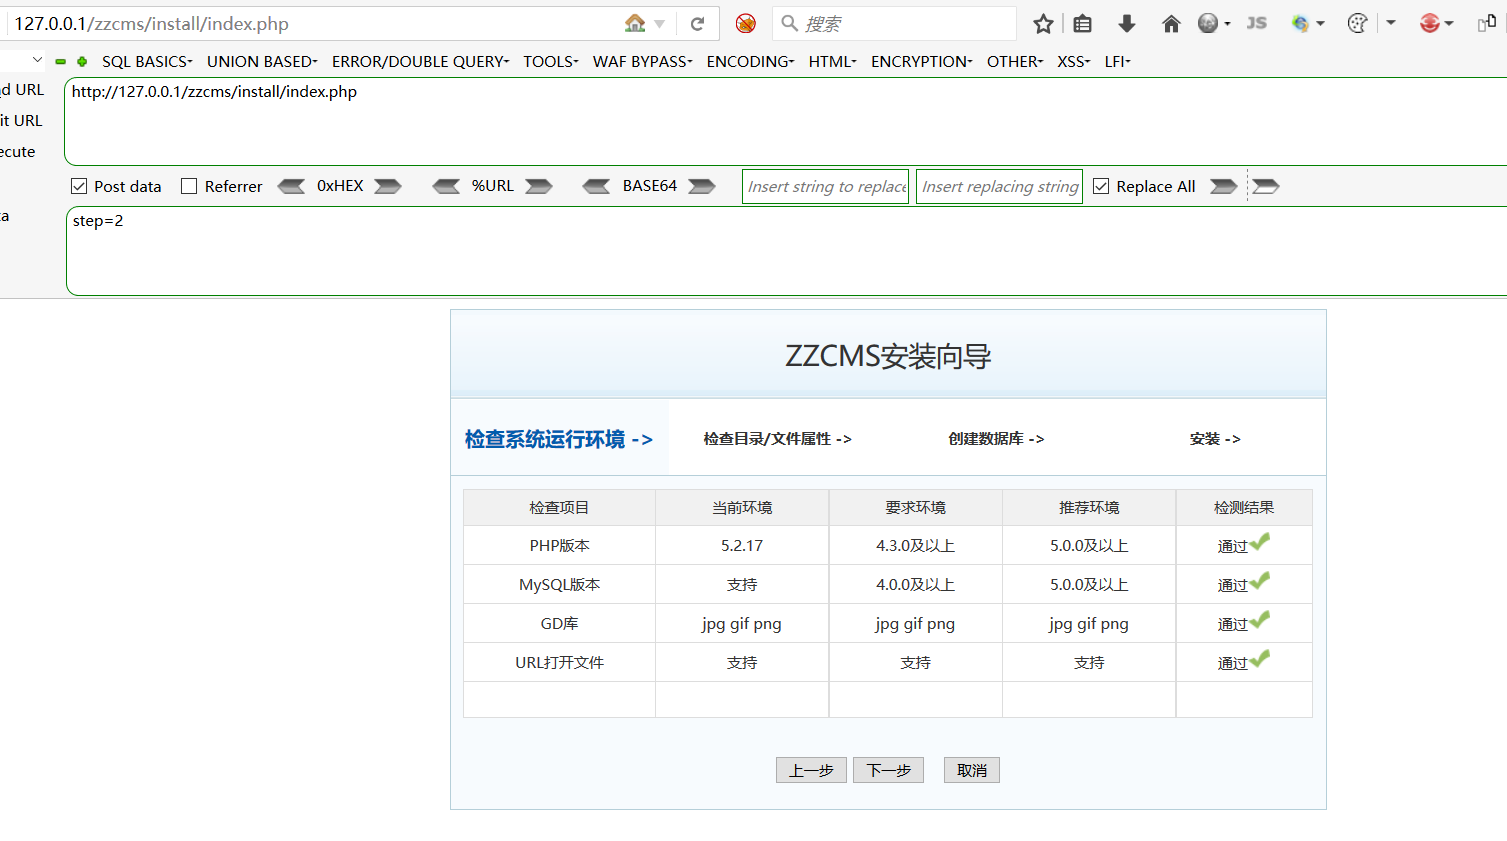 127.0.0.1/zzcms/install/index.php 搜索 JS
SQL BASICS UNION BASED ERROR/DOUBLE QUERY TOOLS WAF BYPASS ENCODING HTML ENCRYPTION OTHER XSS LFI
d URL http://127.0.0.1/zzcms/install/index.php
it URL
ecute
Post data Referrer 0xHEX %URL BASE64 Insert string to replace Insert replacing string Replace All
ta step=2
ZZCMS安装向导
检查系统运行环境 -> 检查目录/文件属性 -> 创建数据库 -> 安装 ->
检查项目 当前环境 要求环境 推荐环境 检测结果
PHP版本 5.2.17 4.3.0及以上 5.0.0及以上 通过
MySQL版本 支持 4.0.0及以上 5.0.0及以上 通过
GD库 jpg gif png jpg gif png jpg gif png 通过
URL打开文件 支持 支持 支持 通过
上一步 下一步 取消